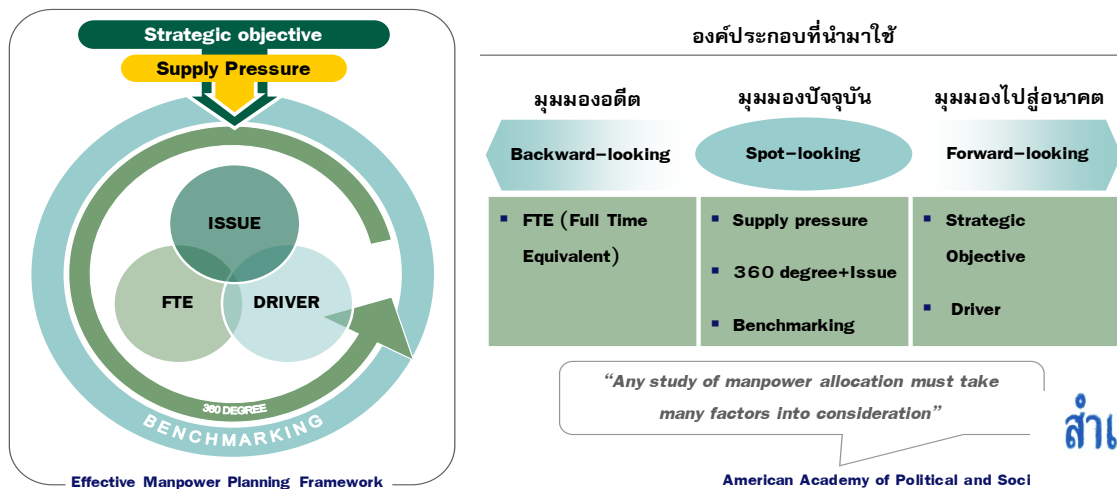 Strategic objective
Supply Pressure
ISSUE
FTE
DRIVER
360 DEGREE
BENCHMARKING
Effective Manpower Planning Framework
องค์ประกอบที่นำมาใช้
มุมมองอดีต
มุมมองปัจจุบัน
มุมมองไปสู่อนาคต
Backward-looking
Spot-looking
Forward-looking
▪ FTE (Full Time
Equivalent)
▪ Supply pressure
▪ 360 degree+Issue
▪ Benchmarking
▪ Strategic
Objective
▪ Driver
“Any study of manpower allocation must take
many factors into consideration”
American Academy of Political and Soci